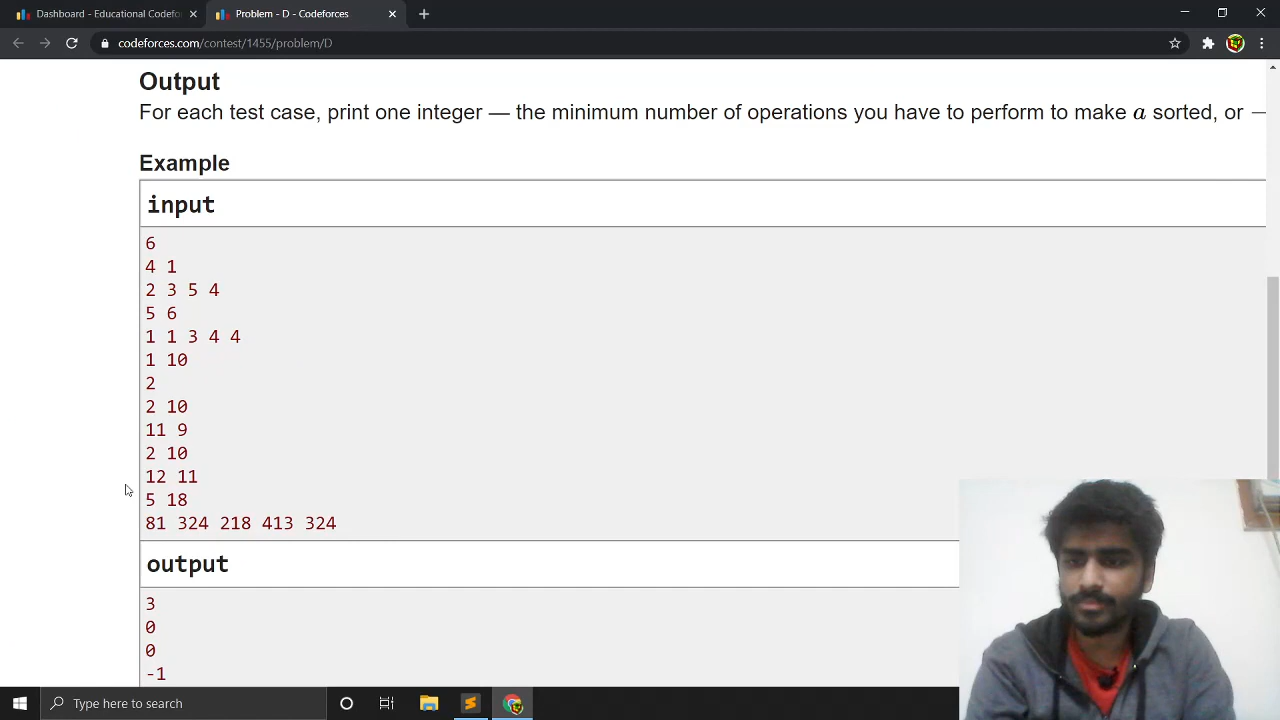 Dashboard - Educational Codef
Problem - D - Codeforces
codeforces.com/contest/1455/problem/D
Output
For each test case, print one integer — the minimum number of operations you have to perform to make a sorted, or —
Example
input
6
4 1
2 3 5 4
5 6
1 1 3 4 4
1 10
2
2 10
11 9
2 10
12 11
5 18
81 324 218 413 324
output
3
0
0
-1
Type here to search